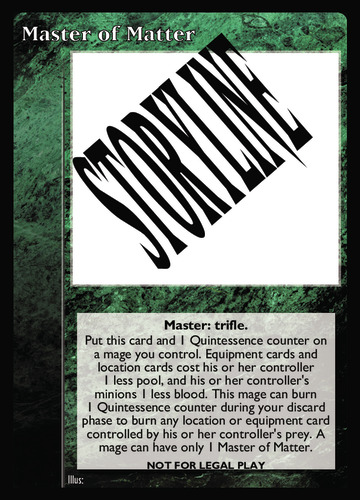 Master of Matter
STORYLINE
Master: trifle.
Put this card and 1 Quintessence counter on
a mage you control. Equipment cards and
location cards cost his or her controller
1 less pool, and his or her controller's
minions 1 less blood. This mage can burn
1 Quintessence counter during your discard
phase to burn any location or equipment card
controlled by his or her controller's prey. A
mage can have only 1 Master of Matter.
NOT FOR LEGAL PLAY
Illus: